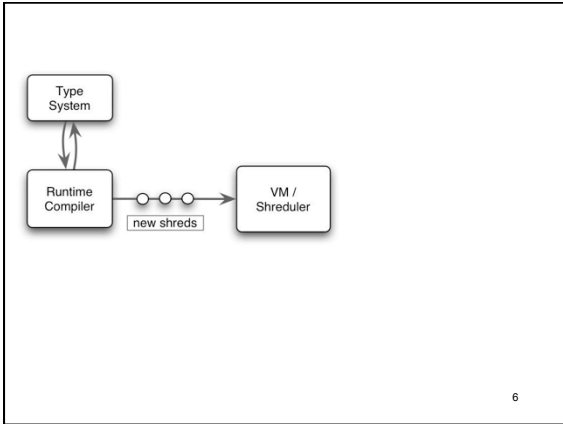 Type
System
Runtime
Compiler
new shreds
VM /
Shreduler
6